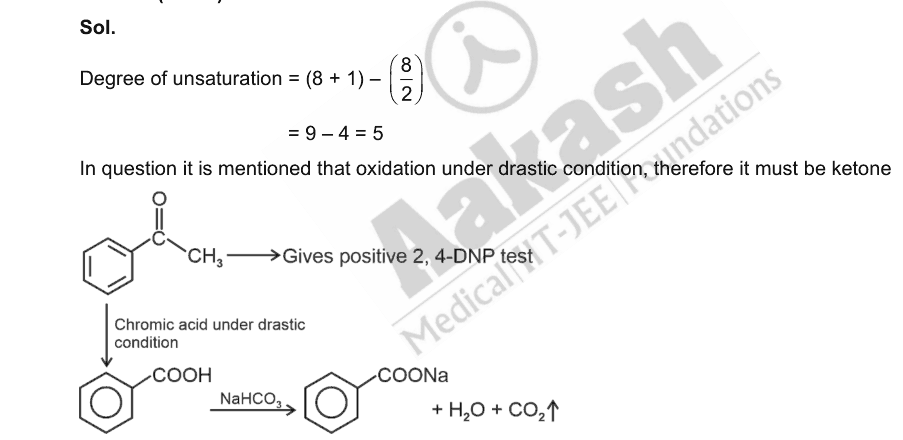 Sol.
Degree of unsaturation = (8 + 1) – (8/2)
= 9 – 4 = 5
In question it is mentioned that oxidation under drastic condition, therefore it must be ketone
O
C
CH₃ → Gives positive 2, 4-DNP test
Chromic acid under drastic
condition
COOH
NaHCO₃
COONa
+ H₂O + CO₂↑
Aakash
Medical|IIT-JEE|Foundations